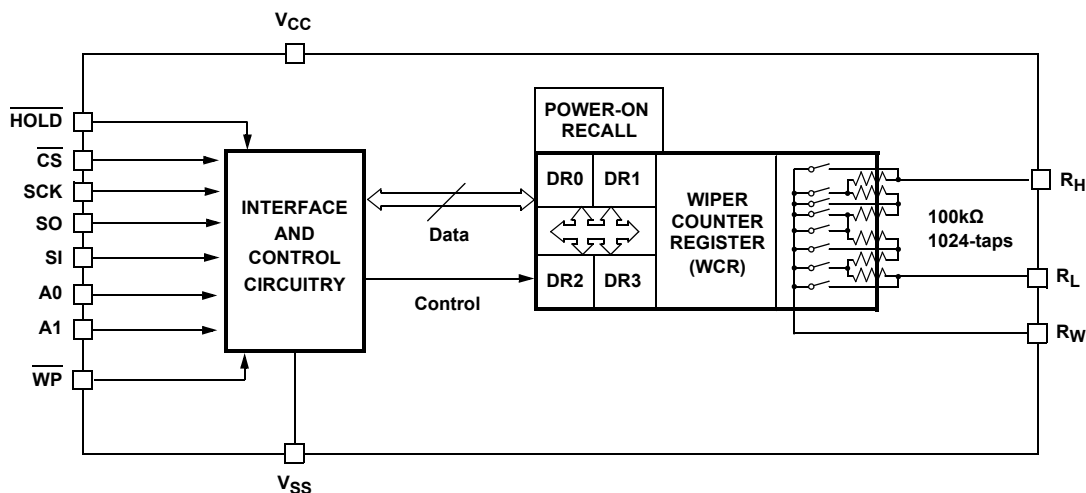 VCC
HOLD
CS
SCK
SO
SI
A0
A1
WP
INTERFACE
AND
CONTROL
CIRCUITRY
Data
Control
POWER-ON
RECALL
DR0 DR1
DR2 DR3
WIPER
COUNTER
REGISTER
(WCR)
100kΩ
1024-taps
RH
RL
RW
VSS